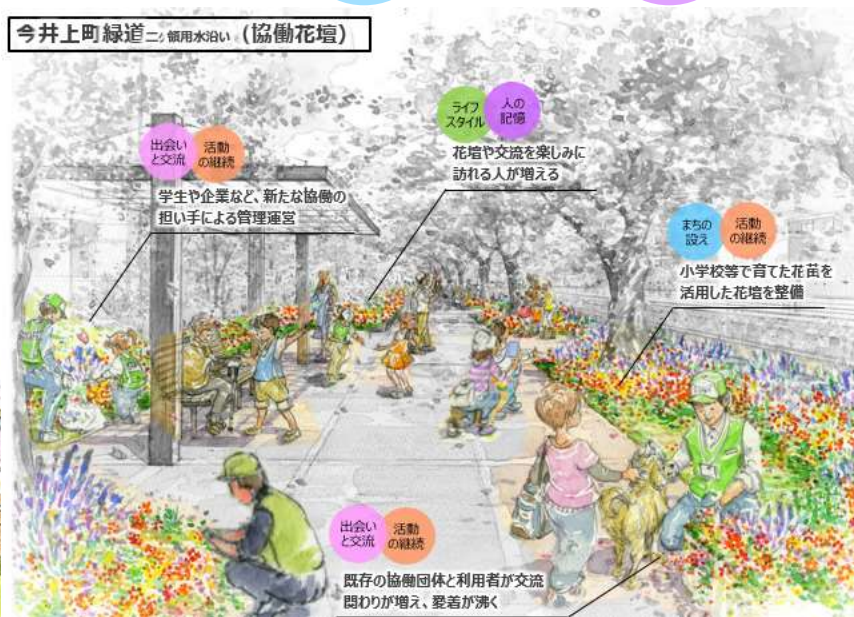 今井上町緑道二ヶ領用水沿い（協働花壇）
ライフ
スタイル
人の
記憶
花壇や交流を楽しみに
訪れる人が増える
出会い
と交流
活動
の継続
学生や企業など、新たな協働の
担い手による管理運営
まちの
設え
活動
の継続
小学校等で育てた花苗を
活用した花壇を整備
出会い
と交流
活動
の継続
既存の協働団体と利用者が交流
関わりが増え、愛着が沸く